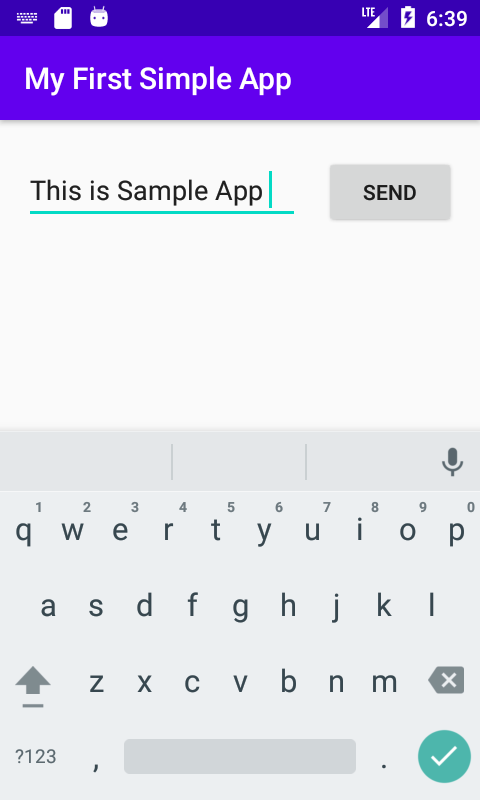 LTE 6:39
My First Simple App
This is Sample App SEND
1 2 3 4 5 6 7 8 9 0
q w e r t y u i o p
a s d f g h j k l
z x c v b n m
?123 , .